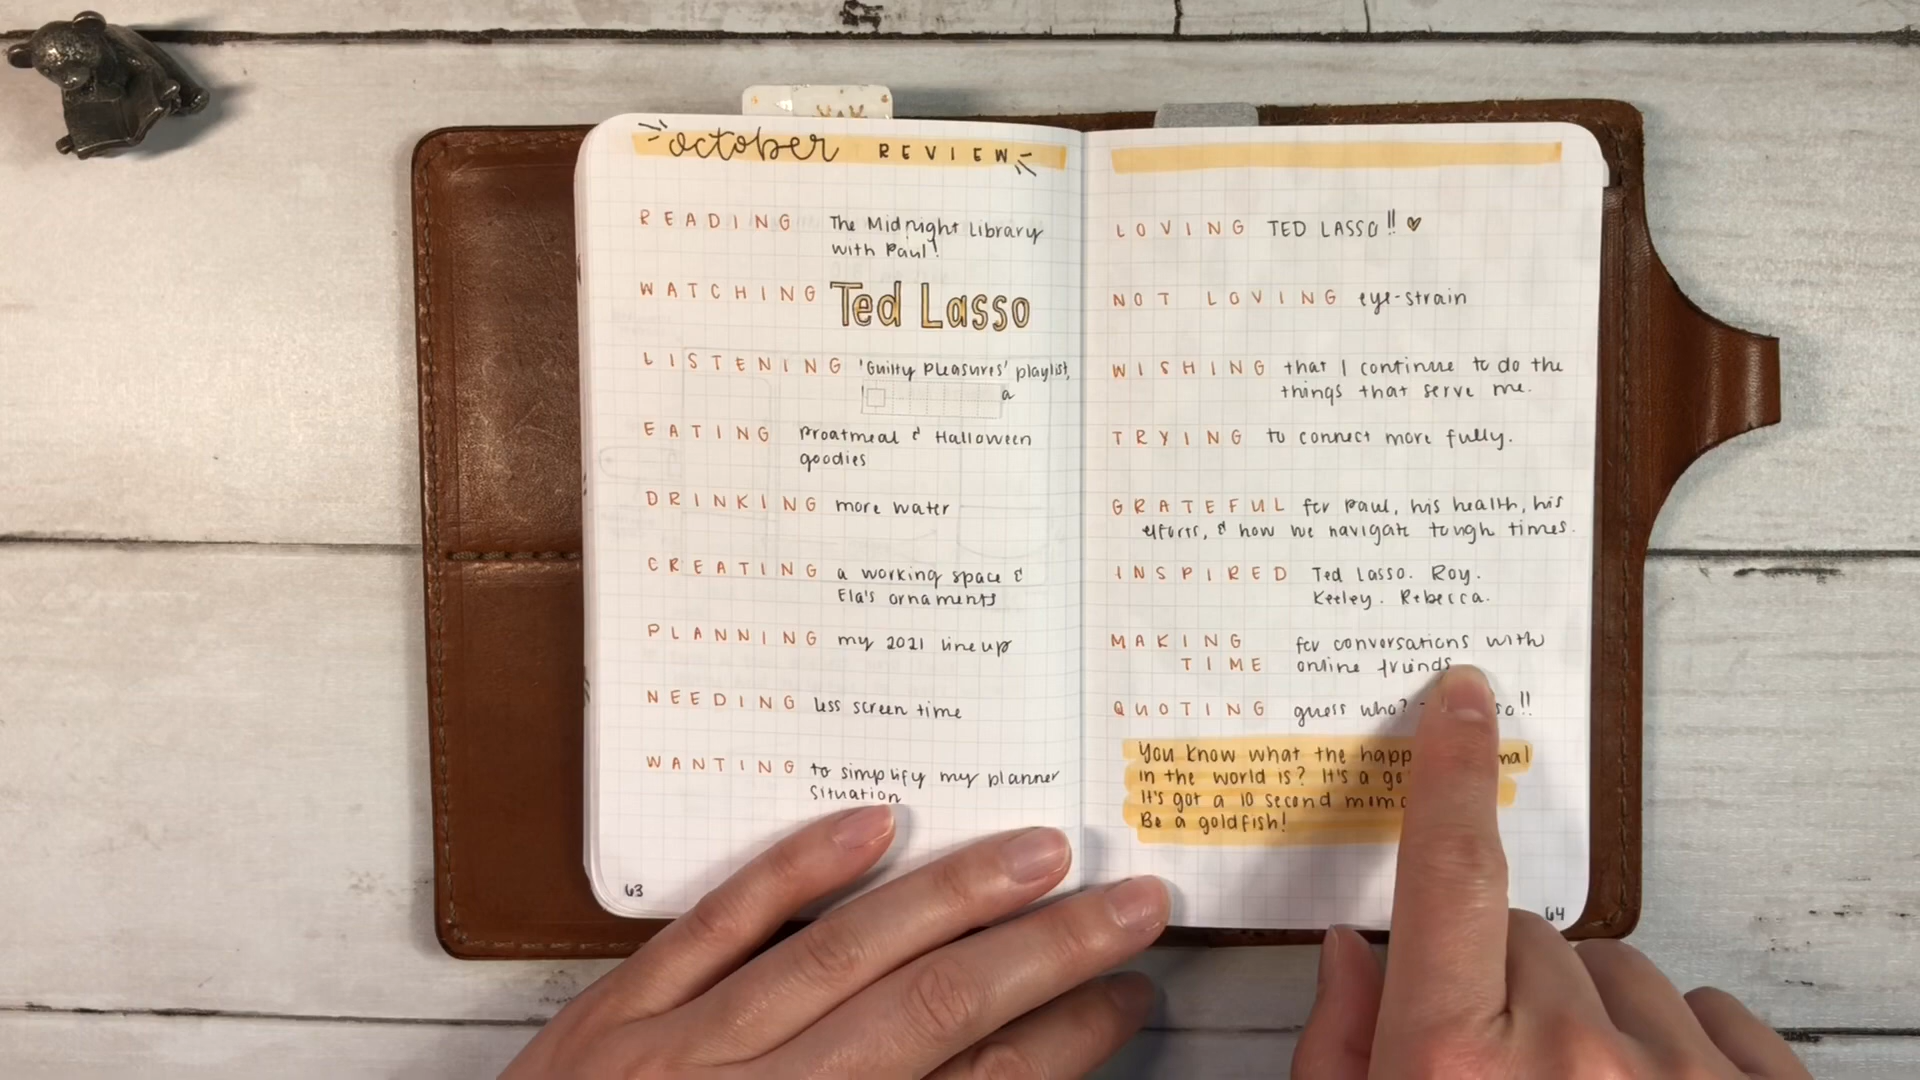 october REVIEW
READING The Midnight Library
with Paul!
WATCHING Ted Lasso
LISTENING 'Guilty Pleasures' playlist,
a
EATING proatmeal & Halloween
goodies
DRINKING more water
CREATING a working space &
Ela's ornaments
PLANNING my 2021 lineup
NEEDING less screen time
WANTING to simplify my planner
situation
63
LOVING TED LASSO!! ♥
NOT LOVING eye-strain
WISHING that I continue to do the
things that serve me.
TRYING to connect more fully.
GRATEFUL for Paul, his health, his
efforts, & how we navigate tough times.
INSPIRED Ted Lasso. Roy.
Keeley. Rebecca.
MAKING for conversations with
TIME online friends
QUOTING guess who?
You know what the
in the world is? It's a
It's got a 10 second
Be a goldfish!
64